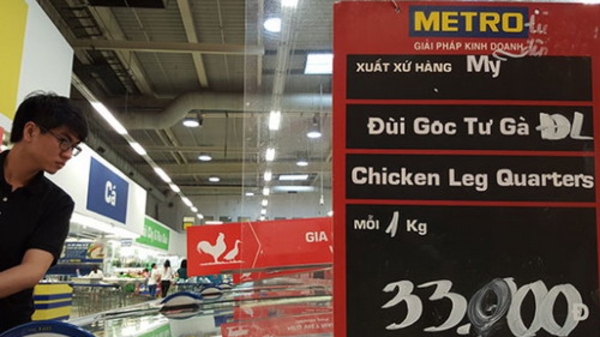 METRO
GIẢI PHÁP KINH DOANH
XUẤT XỨ HÀNG Mỹ
Đùi Góc Tư Gà ĐL
Chicken Leg Quarters
MỖI 1 Kg
33.000
Cá
GIA